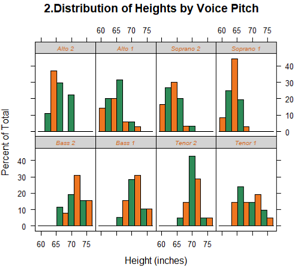 2.Distribution of Heights by Voice Pitch
60 65 70 75 60 65 70 75
Alto 2 Alto 1 Soprano 2 Soprano 1
40
30
20
10
0
Percent of Total
Bass 2 Bass 1 Tenor 2 Tenor 1
40
30
20
10
0
60 65 70 75 60 65 70 75
Height (inches)